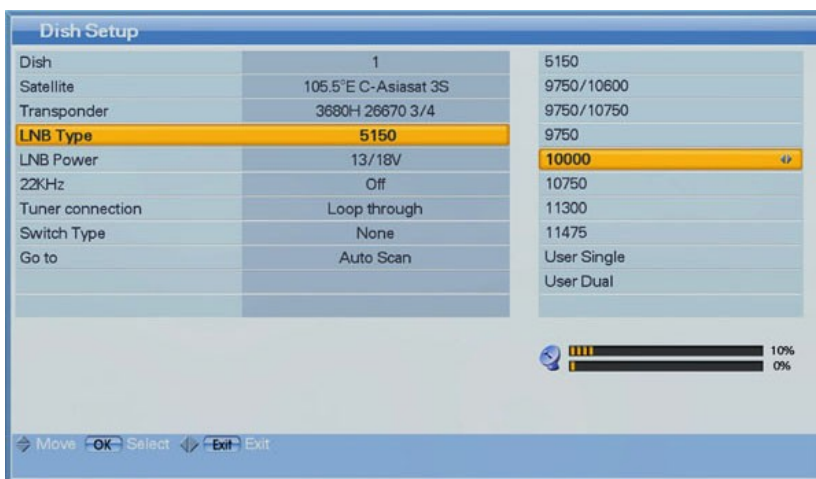 Dish Setup
Dish 1
Satellite 105.5°E C-Asiasat 3S
Transponder 3680H 26670 3/4
LNB Type 5150
LNB Power 13/18V
22KHz Off
Tuner connection Loop through
Switch Type None
Go to Auto Scan
5150
9750/10600
9750/10750
9750
10000
10750
11300
11475
User Single
User Dual
10%
0%
Move OK Select Exit Exit